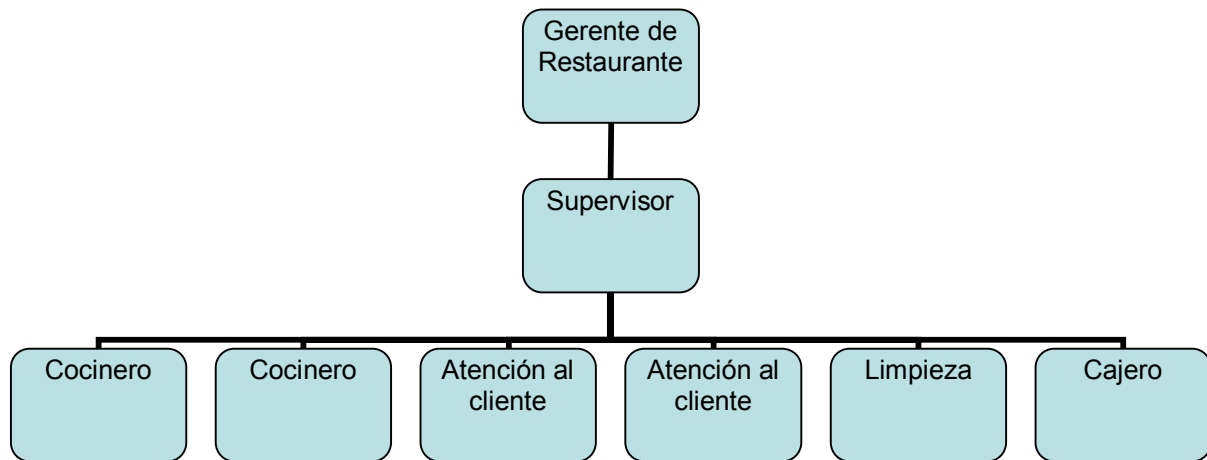 Gerente de
Restaurante
Supervisor
Cocinero
Cocinero
Atención al
cliente
Atención al
cliente
Limpieza
Cajero